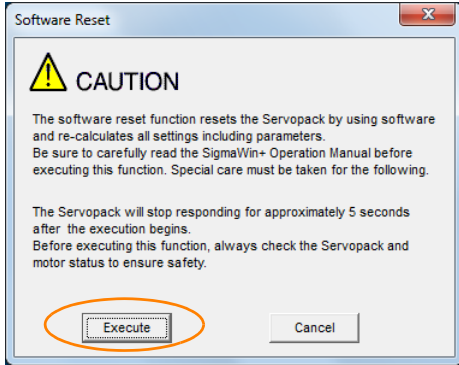 Software Reset
CAUTION
The software reset function resets the Servopack by using software
and re-calculates all settings including parameters.
Be sure to carefully read the SigmaWin+ Operation Manual before
executing this function. Special care must be taken for the following.
The Servopack will stop responding for approximately 5 seconds
after the execution begins.
Before executing this function, always check the Servopack and
motor status to ensure safety.
Execute
Cancel